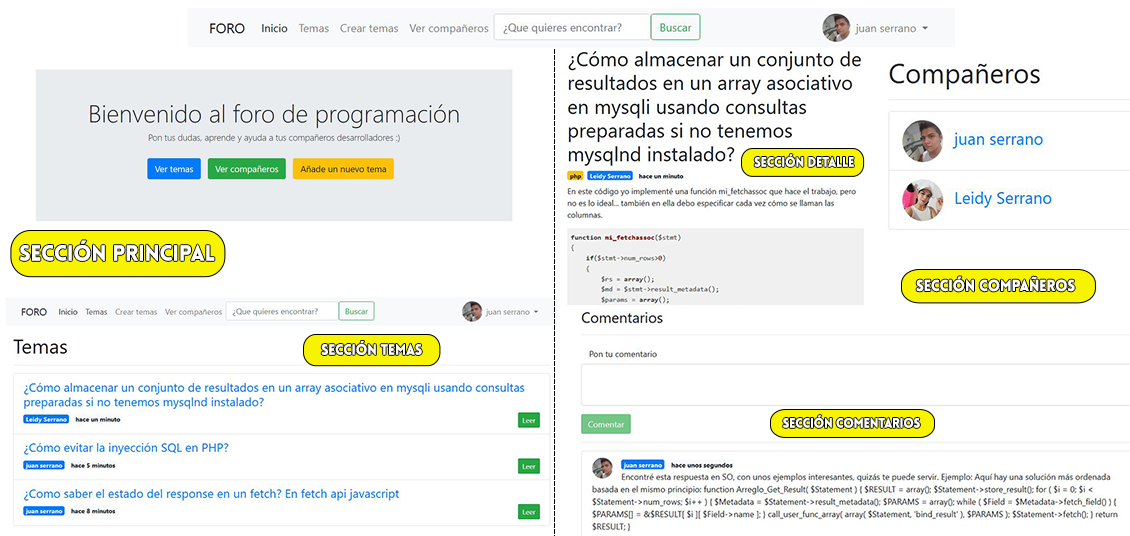 FORO Inicio Temas Crear temas Ver compañeros ¿Que quieres encontrar? Buscar juan serrano
Bienvenido al foro de programación
Pon tus dudas, aprende y ayuda a tus compañeros desarrolladores :)
Ver temas Ver compañeros Añade un nuevo tema
SECCIÓN PRINCIPAL
FORO Inicio Temas Crear temas Ver compañeros ¿Que quieres encontrar? Buscar juan serrano
Temas
SECCIÓN TEMAS
¿Cómo almacenar un conjunto de resultados en un array asociativo en mysqli usando consultas
preparadas si no tenemos mysqlnd instalado?
Leidy Serrano hace un minuto Leer
¿Cómo evitar la inyección SQL en PHP?
juan serrano hace 5 minutos Leer
¿Como saber el estado del response en un fetch? En fetch api javascript
juan serrano hace 8 minutos Leer
¿Cómo almacenar un conjunto de
resultados en un array asociativo
en mysqli usando consultas
preparadas si no tenemos
mysqlnd instalado?
SECCIÓN DETALLE
php Leidy Serrano hace un minuto
En este código yo implementé una función mi_fetchassoc que hace el trabajo, pero
no es lo ideal... también en ella debo especificar cada vez cómo se llaman las
columnas.
function mi_fetchassoc($stmt)
{
if($stmt->num_rows>0)
{
$rs = array();
$md = $stmt->result_metadata();
$params = array();
Compañeros
juan serrano
Leidy Serrano
SECCIÓN COMPAÑEROS
Comentarios
Pon tu comentario
Comentar
SECCIÓN COMENTARIOS
juan serrano hace unos segundos
Encontré esta respuesta en SO, con unos ejemplos interesantes, quizás te puede servir. Ejemplo: Aquí hay una solución más ordenada
basada en el mismo principio: function Arreglo_Get_Result( $Statement ) { $RESULT = array(); $Statement->store_result(); for ( $i = 0; $i <
$Statement->num_rows; $i++ ) { $Metadata = $Statement->result_metadata(); $PARAMS = array(); while ( $Field = $Metadata->fetch_field() ) {
$PARAMS[] = &$RESULT[ $i ][ $Field->name ]; } call_user_func_array( array( $Statement, 'bind_result' ), $PARAMS ); $Statement->fetch(); } return
$RESULT; }